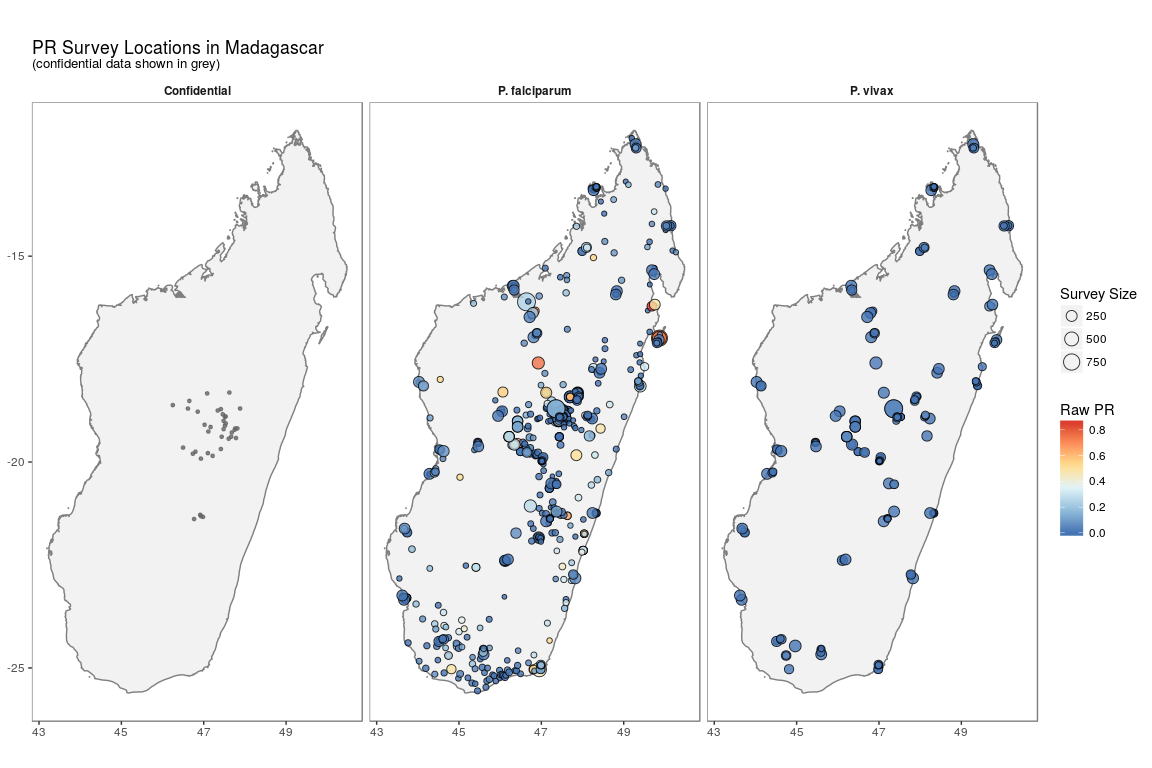 PR Survey Locations in Madagascar
(confidential data shown in grey)
Confidential
P. falciparum
P. vivax
-15
-20
-25
43 45 47 49
43 45 47 49
43 45 47 49
Survey Size
250
500
750
Raw PR
0.8
0.6
0.4
0.2
0.0